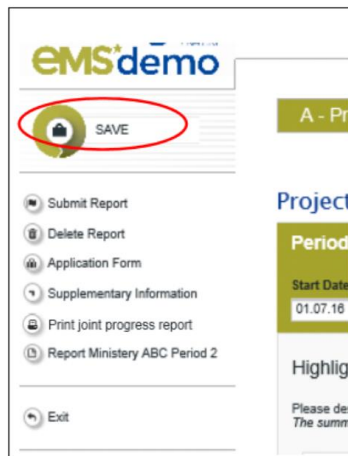 eMS demo
A - Pr
SAVE
Submit Report
Project
Delete Report
Period
Application Form
Supplementary Information
Start Date
Print joint progress report
01.07.16
Report Ministery ABC Period 2
Highlig
Please de
Exit
The summ